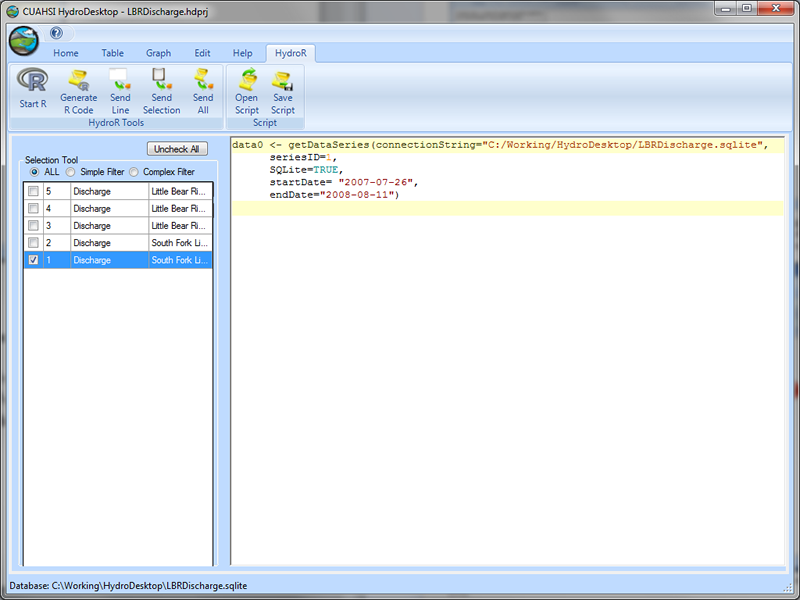 CUAHSI HydroDesktop - LBRDischarge.hdprj
Home Table Graph Edit Help HydroR
Start R
Generate R Code
Send Line
Send Selection
Send All
HydroR Tools
Open Script
Save Script
Script
Uncheck All
Selection Tool
ALL Simple Filter Complex Filter
5 Discharge Little Bear Ri...
4 Discharge Little Bear Ri...
3 Discharge Little Bear Ri...
2 Discharge South Fork Li...
1 Discharge South Fork Li...
data0 <- getDataSeries(connectionString="C:/Working/HydroDesktop/LBRDischarge.sqlite",
seriesID=1,
SQLite=TRUE,
startDate= "2007-07-26",
endDate="2008-08-11")
Database: C:\Working\HydroDesktop\LBRDischarge.sqlite